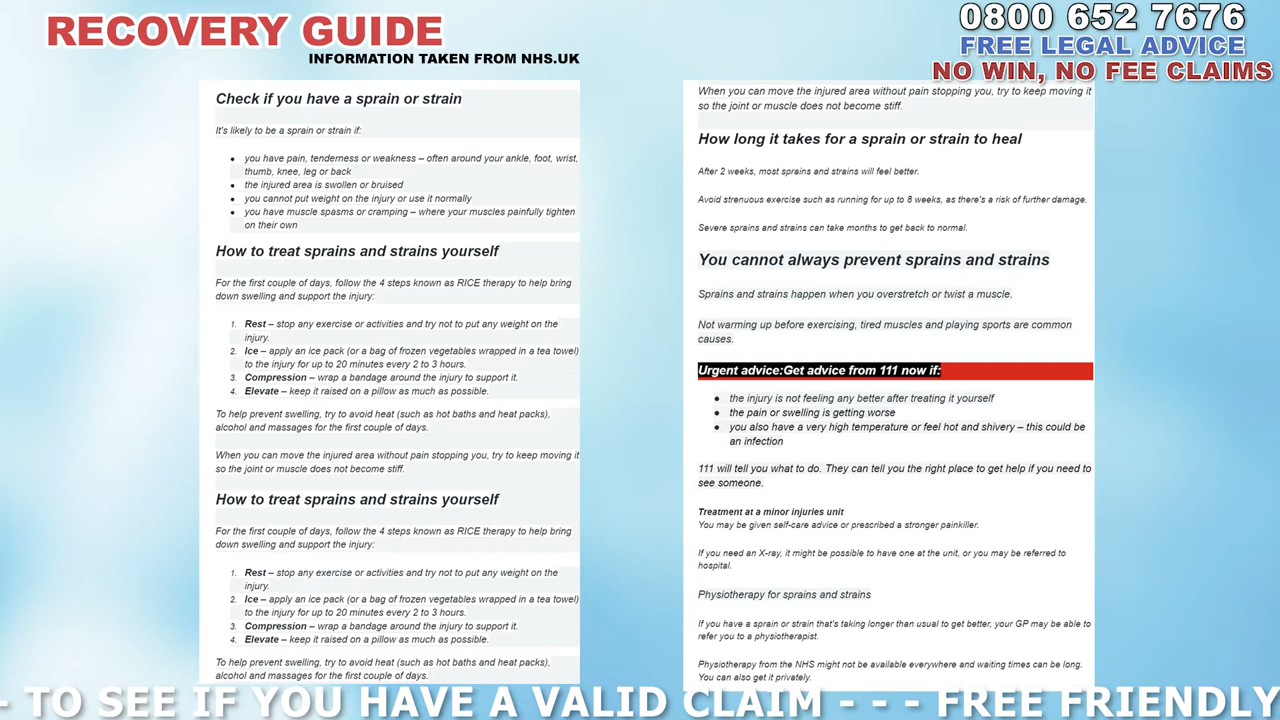 RECOVERY GUIDE
INFORMATION TAKEN FROM NHS.UK
0800 652 7676
FREE LEGAL ADVICE
NO WIN, NO FEE CLAIMS
Check if you have a sprain or strain
It's likely to be a sprain or strain if:
• you have pain, tenderness or weakness – often around your ankle, foot, wrist,
thumb, knee, leg or back
• the injured area is swollen or bruised
• you cannot put weight on the injury or use it normally
• you have muscle spasms or cramping – where your muscles painfully tighten
on their own
How to treat sprains and strains yourself
For the first couple of days, follow the 4 steps known as RICE therapy to help bring
down swelling and support the injury:
1. Rest – stop any exercise or activities and try not to put any weight on the
injury.
2. Ice – apply an ice pack (or a bag of frozen vegetables wrapped in a tea towel)
to the injury for up to 20 minutes every 2 to 3 hours.
3. Compression – wrap a bandage around the injury to support it.
4. Elevate – keep it raised on a pillow as much as possible.
To help prevent swelling, try to avoid heat (such as hot baths and heat packs),
alcohol and massages for the first couple of days.
When you can move the injured area without pain stopping you, try to keep moving it
so the joint or muscle does not become stiff.
How to treat sprains and strains yourself
For the first couple of days, follow the 4 steps known as RICE therapy to help bring
down swelling and support the injury:
1. Rest – stop any exercise or activities and try not to put any weight on the
injury.
2. Ice – apply an ice pack (or a bag of frozen vegetables wrapped in a tea towel)
to the injury for up to 20 minutes every 2 to 3 hours.
3. Compression – wrap a bandage around the injury to support it.
4. Elevate – keep it raised on a pillow as much as possible.
To help prevent swelling, try to avoid heat (such as hot baths and heat packs),
alcohol and massages for the first couple of days.
When you can move the injured area without pain stopping you, try to keep moving it
so the joint or muscle does not become stiff.
How long it takes for a sprain or strain to heal
After 2 weeks, most sprains and strains will feel better.
Avoid strenuous exercise such as running for up to 8 weeks, as there's a risk of further damage.
Severe sprains and strains can take months to get back to normal.
You cannot always prevent sprains and strains
Sprains and strains happen when you overstretch or twist a muscle.
Not warming up before exercising, tired muscles and playing sports are common
causes.
Urgent advice:Get advice from 111 now if:
• the injury is not feeling any better after treating it yourself
• the pain or swelling is getting worse
• you also have a very high temperature or feel hot and shivery – this could be
an infection
111 will tell you what to do. They can tell you the right place to get help if you need to
see someone.
Treatment at a minor injuries unit
You may be given self-care advice or prescribed a stronger painkiller.
If you need an X-ray, it might be possible to have one at the unit, or you may be referred to
hospital.
Physiotherapy for sprains and strains
If you have a sprain or strain that's taking longer than usual to get better, your GP may be able to
refer you to a physiotherapist.
Physiotherapy from the NHS might not be available everywhere and waiting times can be long.
You can also get it privately.
- TO SEE IF YOU HAVE A VALID CLAIM - - - FREE FRIENDLY